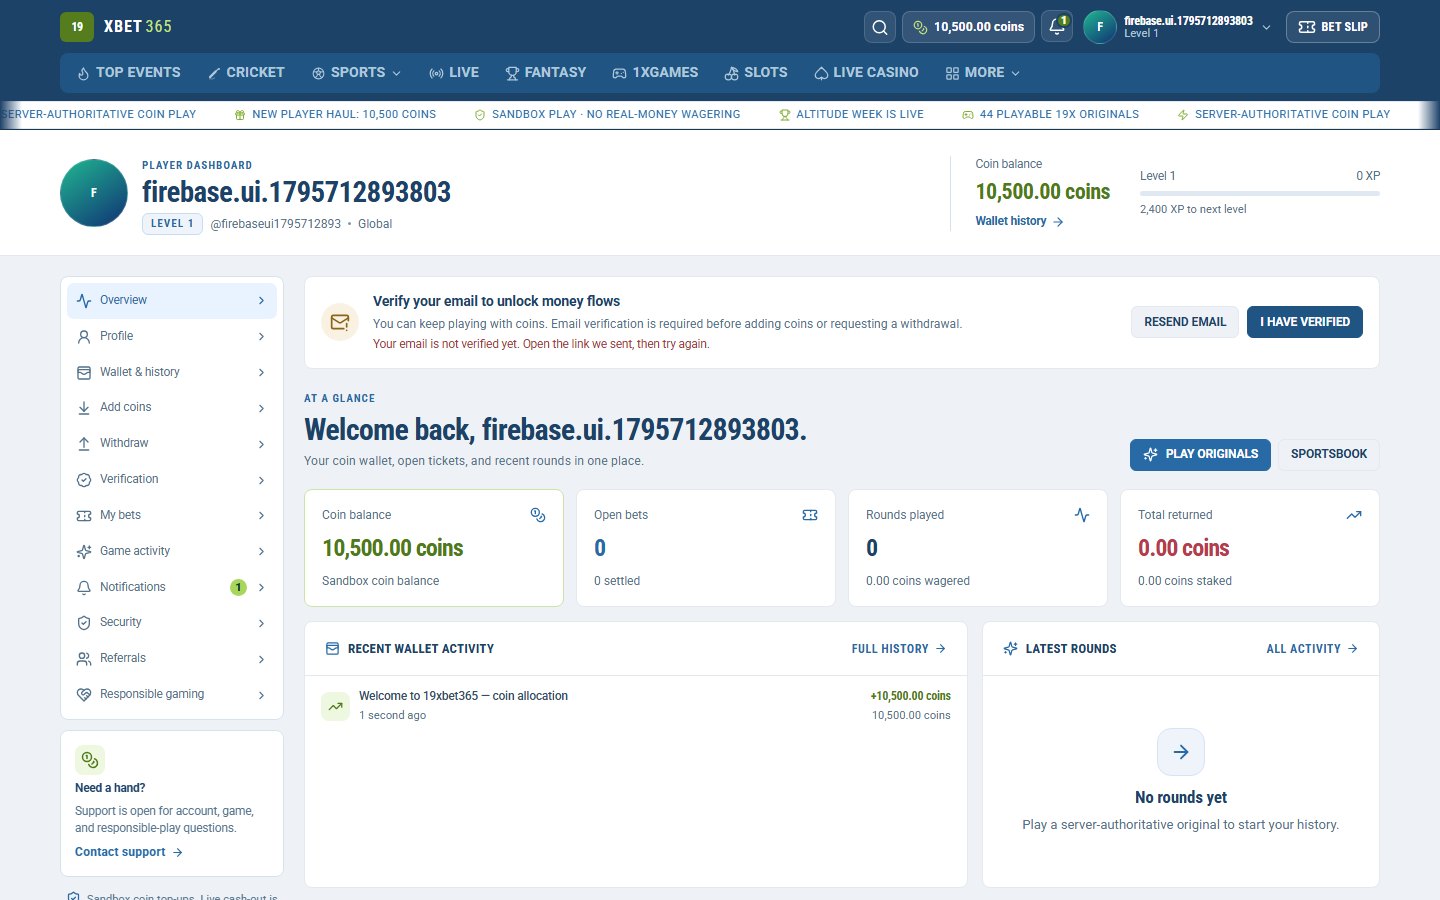 19 XBET 365
10,500.00 coins
1
F
firebase.ui.1795712893803
Level 1
BET SLIP
TOP EVENTS CRICKET SPORTS LIVE FANTASY 1XGAMES SLOTS LIVE CASINO MORE
SERVER-AUTHORITATIVE COIN PLAY NEW PLAYER HAUL: 10,500 COINS SANDBOX PLAY · NO REAL-MONEY WAGERING ALTITUDE WEEK IS LIVE 44 PLAYABLE 19X ORIGINALS SERVER-AUTHORITATIVE COIN PLAY
F
PLAYER DASHBOARD
firebase.ui.1795712893803
LEVEL 1 @firebaseui1795712893 • Global
Coin balance
10,500.00 coins
Wallet history
Level 1 0 XP
2,400 XP to next level
Overview
Profile
Wallet & history
Add coins
Withdraw
Verification
My bets
Game activity
Notifications 1
Security
Referrals
Responsible gaming
Need a hand?
Support is open for account, game,
and responsible-play questions.
Contact support
Sandbox coin top-ups. Live cash-out is
Verify your email to unlock money flows
You can keep playing with coins. Email verification is required before adding coins or requesting a withdrawal.
Your email is not verified yet. Open the link we sent, then try again.
RESEND EMAIL I HAVE VERIFIED
AT A GLANCE
Welcome back, firebase.ui.1795712893803.
Your coin wallet, open tickets, and recent rounds in one place.
PLAY ORIGINALS SPORTSBOOK
Coin balance
10,500.00 coins
Sandbox coin balance
Open bets
0
0 settled
Rounds played
0
0.00 coins wagered
Total returned
0.00 coins
0.00 coins staked
RECENT WALLET ACTIVITY FULL HISTORY
Welcome to 19xbet365 — coin allocation +10,500.00 coins
1 second ago 10,500.00 coins
LATEST ROUNDS ALL ACTIVITY
No rounds yet
Play a server-authoritative original to start your history.